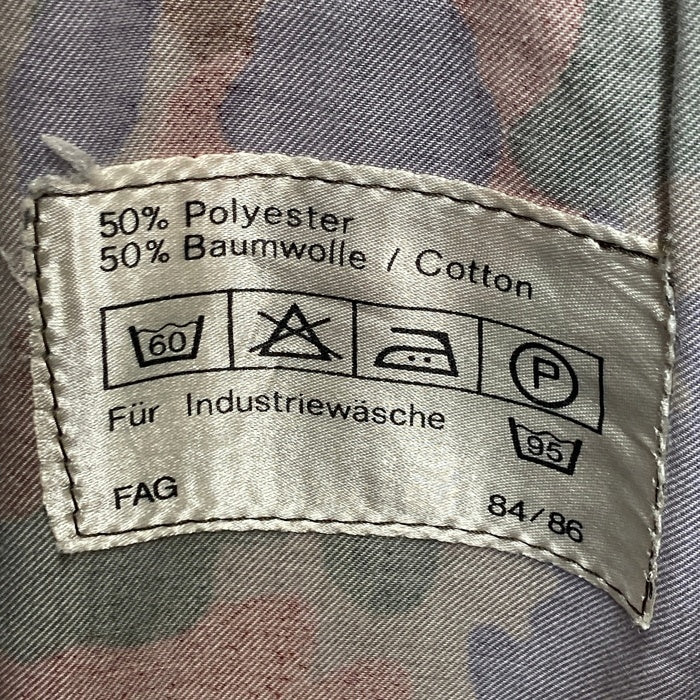 50% Polyester
50% Baumwolle / Cotton
60 P
Für Industriewäsche 95
FAG 84/86